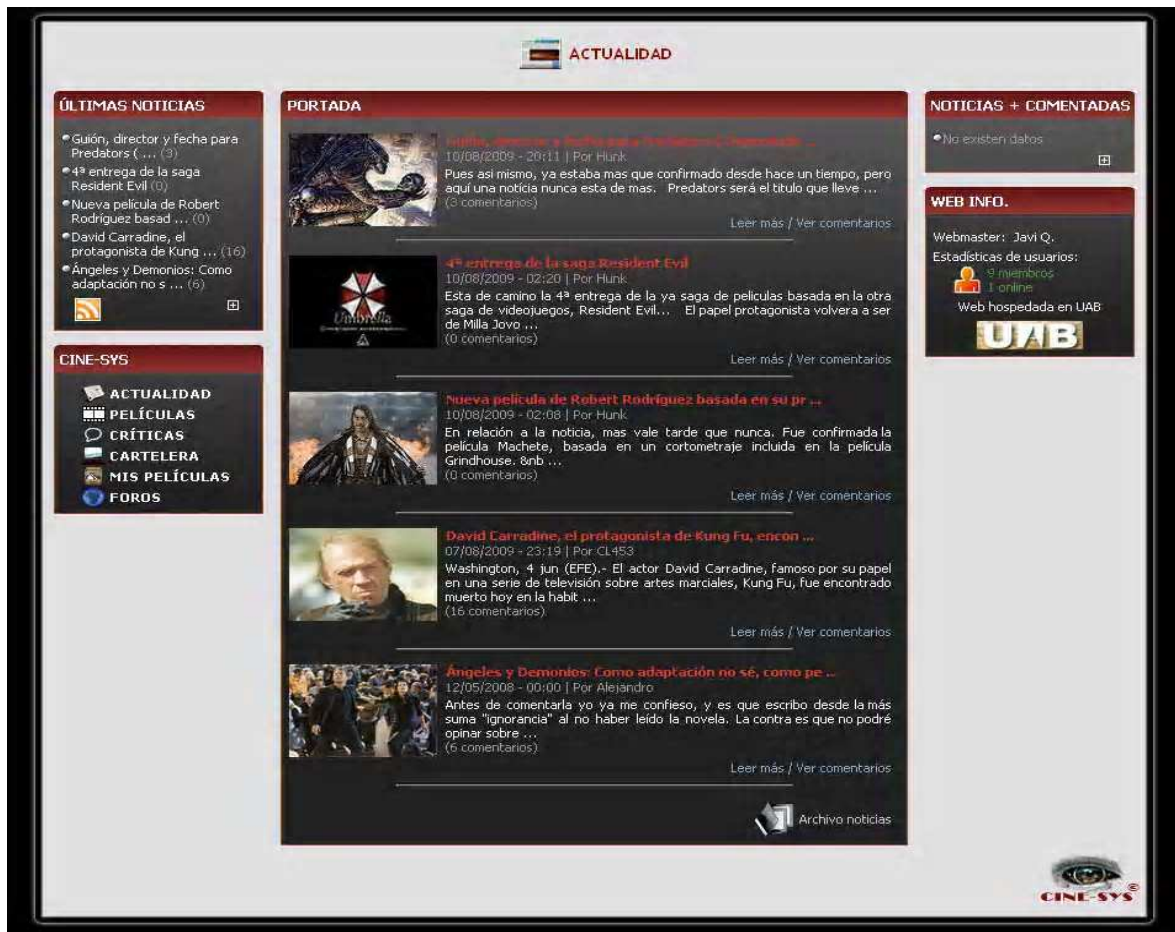 ACTUALIDAD
ÚLTIMAS NOTICIAS
Guión, director y fecha para
Predators ( ... (3)
4ª entrega de la saga
Resident Evil (0)
Nueva película de Robert
Rodríguez basad ... (0)
David Carradine, el
protagonista de Kung ... (16)
Ángeles y Demonios: Como
adaptación no s ... (6)
CINE-SYS
ACTUALIDAD
PELÍCULAS
CRÍTICAS
CARTELERA
MIS PELÍCULAS
FOROS
PORTADA
Guión, director y fecha para Predators ...
10/08/2009 - 20:11 | Por Hunk
Pues asi mismo, ya estaba mas que confirmado desde hace un tiempo, pero
aquí una notícia nunca esta de mas. Predators será el titulo que lleve ...
(3 comentarios)
Leer más / Ver comentarios
4ª entrega de la saga Resident Evil
10/08/2009 - 02:20 | Por Hunk
Esta de camino la 4ª entrega de la ya saga de peliculas basada en la otra
saga de videojuegos, Resident Evil... El papel protagonista volvera a ser
de Milla Jovo ...
(0 comentarios)
Leer más / Ver comentarios
Umbrella
Nueva película de Robert Rodríguez basada en su pr ...
10/08/2009 - 02:08 | Por Hunk
En relación a la noticia, mas vale tarde que nunca. Fue confirmada la
película Machete, basada en un cortometraje incluida en la película
Grindhouse. &nb ...
(0 comentarios)
Leer más / Ver comentarios
David Carradine, el protagonista de Kung Fu, encon ...
07/08/2009 - 23:19 | Por CL453
Washington, 4 jun (EFE).- El actor David Carradine, famoso por su papel
en una serie de televisión sobre artes marciales, Kung Fu, fue encontrado
muerto hoy en la habit ...
(16 comentarios)
Leer más / Ver comentarios
Ángeles y Demonios: Como adaptación no sé, como pe ...
12/05/2008 - 00:00 | Por Alejandro
Antes de comentarla yo ya me confieso, y es que escribo desde la más
suma "ignorancia" al no haber leído la novela. La contra es que no podré
opinar sobre ...
(6 comentarios)
Leer más / Ver comentarios
Archivo noticias
NOTICIAS + COMENTADAS
No existen datos
WEB INFO.
Webmaster: Javi Q.
Estadísticas de usuarios:
9 miembros
1 online
Web hospedada en UAB
UAB
CINE-SYS©